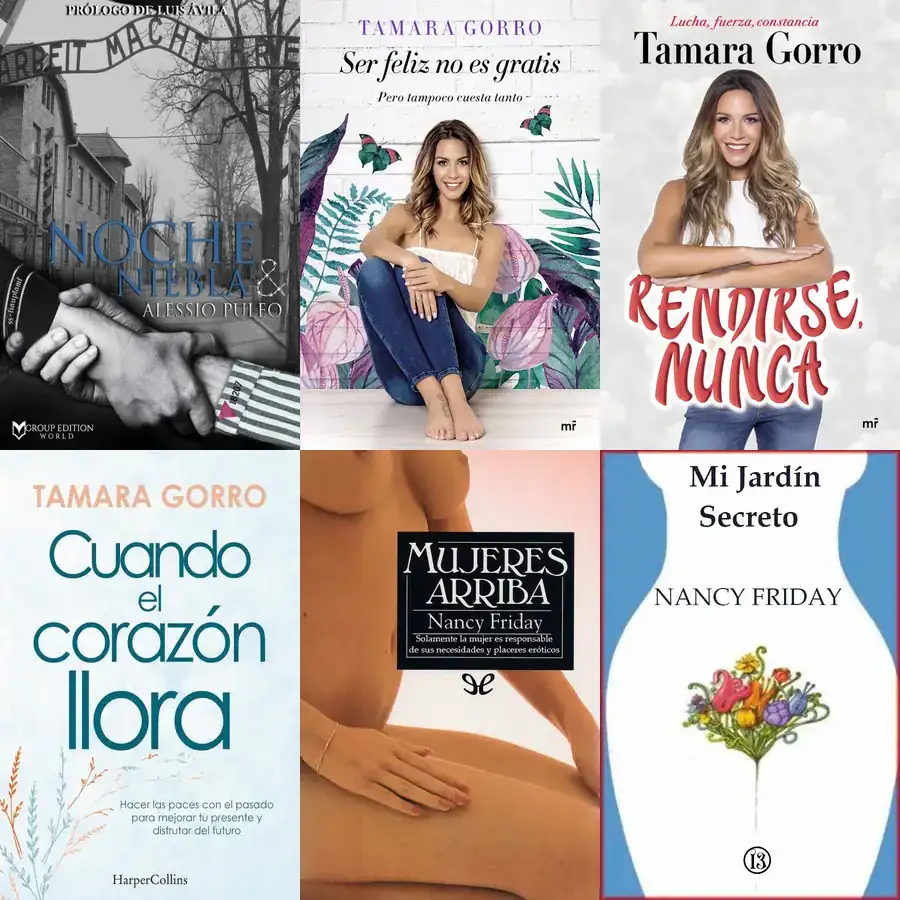 PRÓLOGO DE LUIS ÁVILA
ARBEIT MACHT FREI
NOCHE
NIEBLA &
ALESSIO PULEO
18207
GROUP EDITION
WORLD
TAMARA GORRO
Ser feliz no es gratis
Pero tampoco cuesta tanto
mr
Lucha, fuerza, constancia
Tamara Gorro
RENDIRSE,
NUNCA
mr
TAMARA GORRO
Cuando
el
corazón
llora
Hacer las paces con el pasado
para mejorar tu presente y
disfrutar del futuro
HarperCollins
MUJERES
ARRIBA
Nancy Friday
Solamente la mujer es responsable
de sus necesidades y placeres eróticos
Mi Jardín
Secreto
NANCY FRIDAY
13